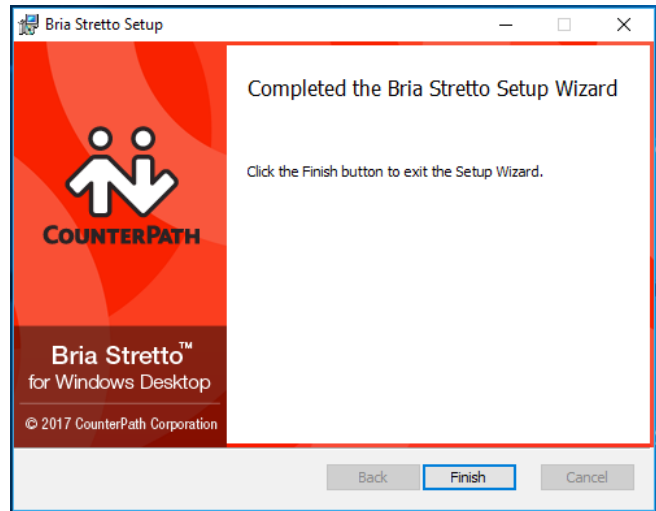 Bria Stretto Setup
Completed the Bria Stretto Setup Wizard
Click the Finish button to exit the Setup Wizard.
COUNTERPATH
Bria Stretto™
for Windows Desktop
© 2017 CounterPath Corporation
Back
Finish
Cancel